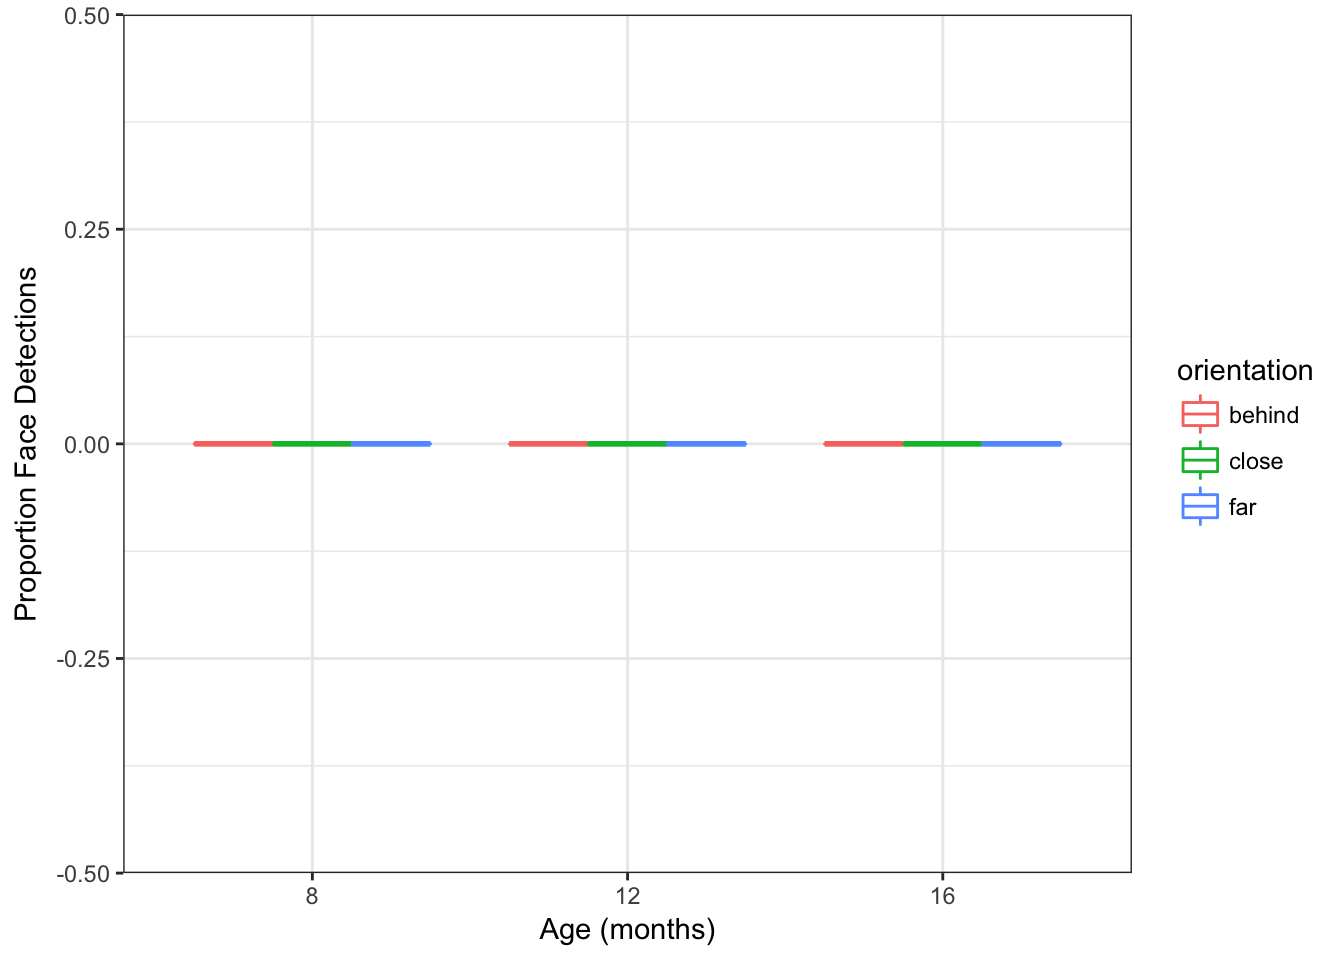 0.50
0.25
0.00
-0.25
-0.50
Proportion Face Detections
8
12
16
Age (months)
orientation
behind
close
far